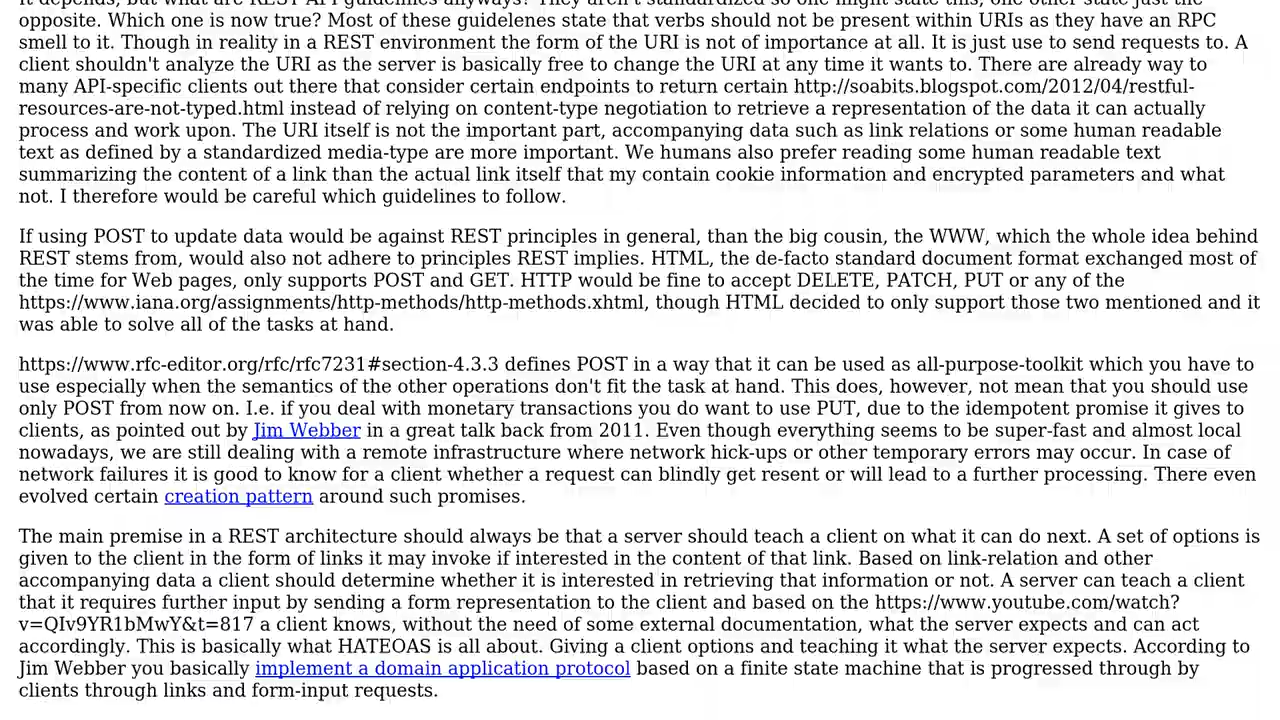 It depends, but what are REST API guidelines anyways? They aren't standardized so one might state this, one other state just the
opposite. Which one is now true? Most of these guidelenes state that verbs should not be present within URIs as they have an RPC
smell to it. Though in reality in a REST environment the form of the URI is not of importance at all. It is just use to send requests to. A
client shouldn't analyze the URI as the server is basically free to change the URI at any time it wants to. There are already way to
many API-specific clients out there that consider certain endpoints to return certain http://soabits.blogspot.com/2012/04/restful-
resources-are-not-typed.html instead of relying on content-type negotiation to retrieve a representation of the data it can actually
process and work upon. The URI itself is not the important part, accompanying data such as link relations or some human readable
text as defined by a standardized media-type are more important. We humans also prefer reading some human readable text
summarizing the content of a link than the actual link itself that my contain cookie information and encrypted parameters and what
not. I therefore would be careful which guidelines to follow.
If using POST to update data would be against REST principles in general, than the big cousin, the WWW, which the whole idea behind
REST stems from, would also not adhere to principles REST implies. HTML, the de-facto standard document format exchanged most of
the time for Web pages, only supports POST and GET. HTTP would be fine to accept DELETE, PATCH, PUT or any of the
https://www.iana.org/assignments/http-methods/http-methods.xhtml, though HTML decided to only support those two mentioned and it
was able to solve all of the tasks at hand.
https://www.rfc-editor.org/rfc/rfc7231#section-4.3.3 defines POST in a way that it can be used as all-purpose-toolkit which you have to
use especially when the semantics of the other operations don't fit the task at hand. This does, however, not mean that you should use
only POST from now on. I.e. if you deal with monetary transactions you do want to use PUT, due to the idempotent promise it gives to
clients, as pointed out by Jim Webber in a great talk back from 2011. Even though everything seems to be super-fast and almost local
nowadays, we are still dealing with a remote infrastructure where network hick-ups or other temporary errors may occur. In case of
network failures it is good to know for a client whether a request can blindly get resent or will lead to a further processing. There even
evolved certain creation pattern around such promises.
The main premise in a REST architecture should always be that a server should teach a client on what it can do next. A set of options is
given to the client in the form of links it may invoke if interested in the content of that link. Based on link-relation and other
accompanying data a client should determine whether it is interested in retrieving that information or not. A server can teach a client
that it requires further input by sending a form representation to the client and based on the https://www.youtube.com/watch?
v=QIv9YR1bMwY&t=817 a client knows, without the need of some external documentation, what the server expects and can act
accordingly. This is basically what HATEOAS is all about. Giving a client options and teaching it what the server expects. According to
Jim Webber you basically implement a domain application protocol based on a finite state machine that is progressed through by
clients through links and form-input requests.